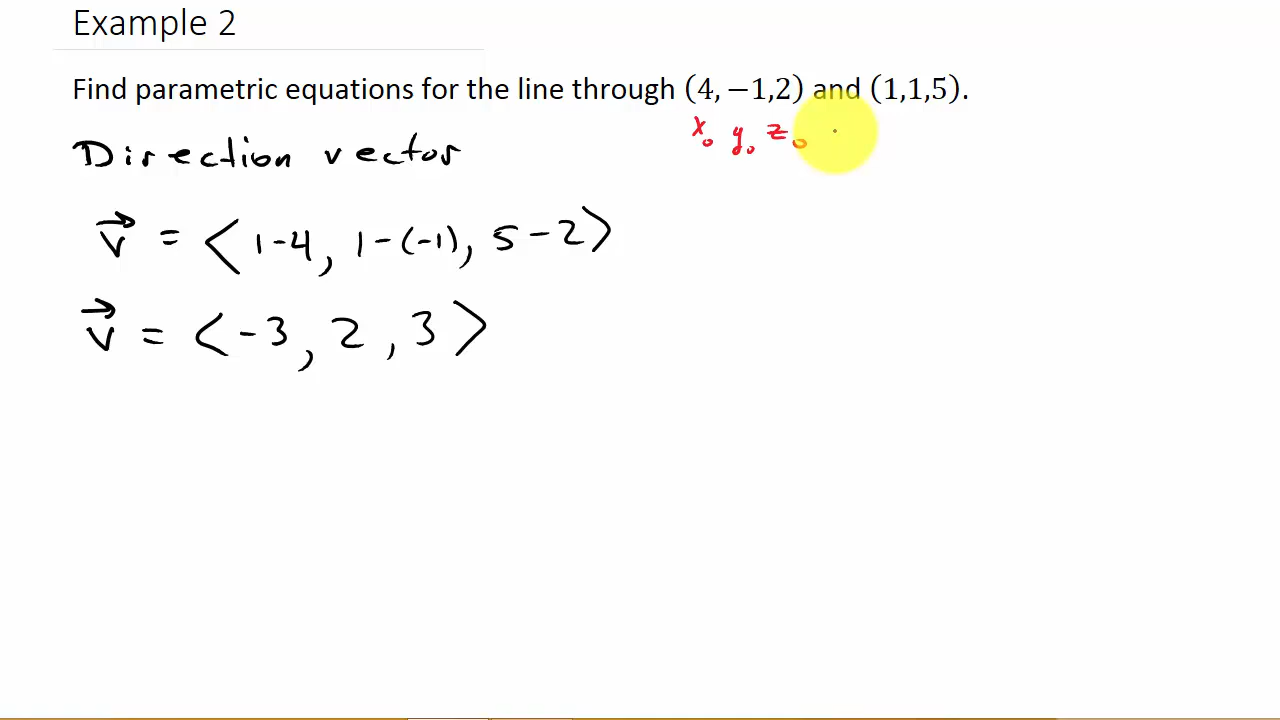 Example 2
Find parametric equations for the line through (4, −1,2) and (1,1,5).
x₀ y₀ z₀
Direction vector
v⃗ = < 1-4, 1-(-1), 5-2 >
v⃗ = < -3, 2, 3 >